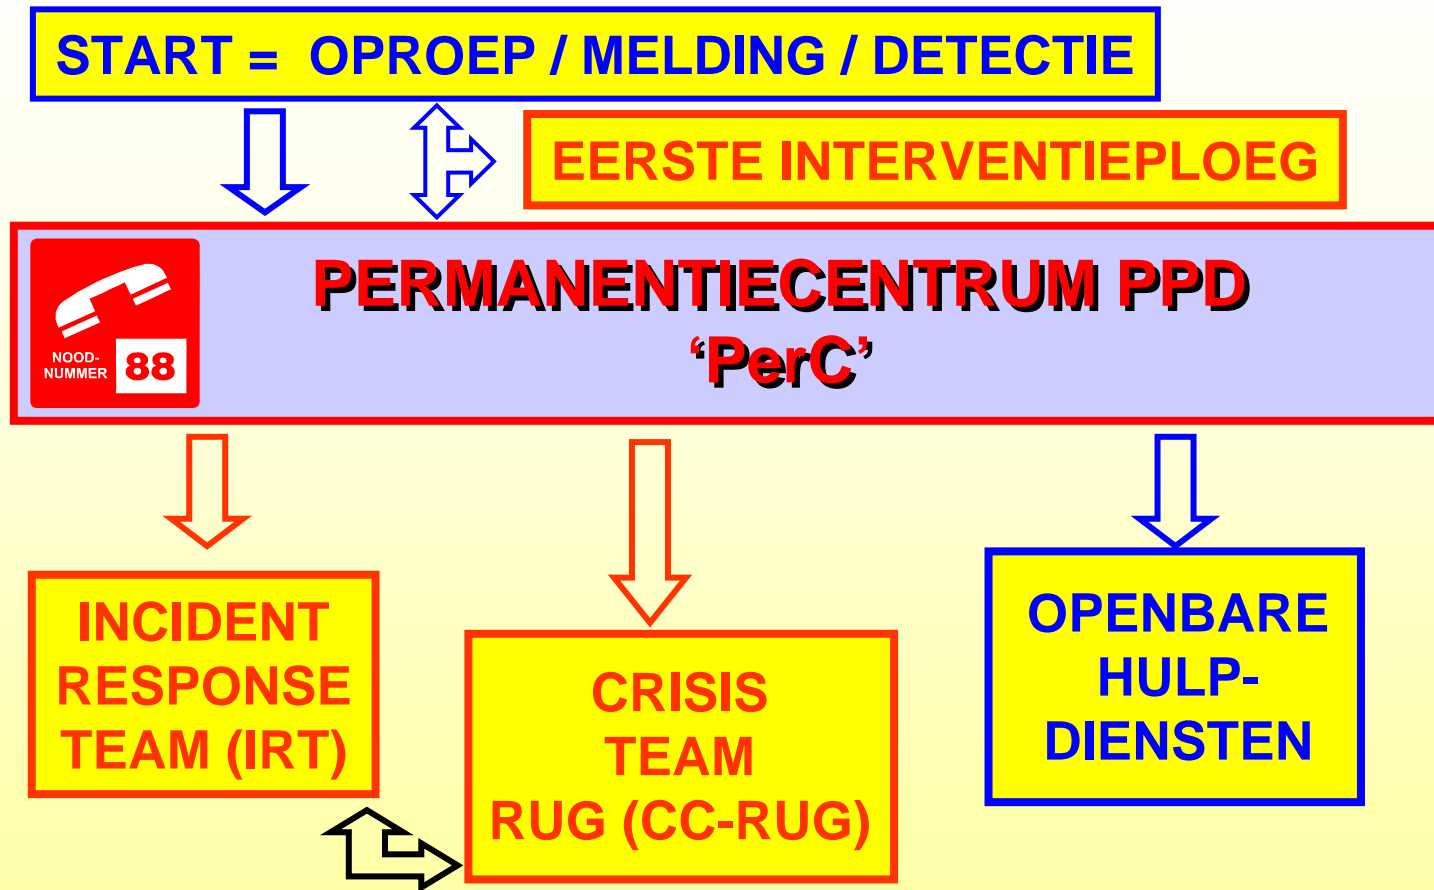 START = OPROEP / MELDING / DETECTIE
EERSTE INTERVENTIEPLOEG
PERMANENTIECENTRUM PPD
‘PerC’
NOOD-
NUMMER 88
INCIDENT
RESPONSE
TEAM (IRT)
CRISIS
TEAM
RUG (CC-RUG)
OPENBARE
HULP-
DIENSTEN